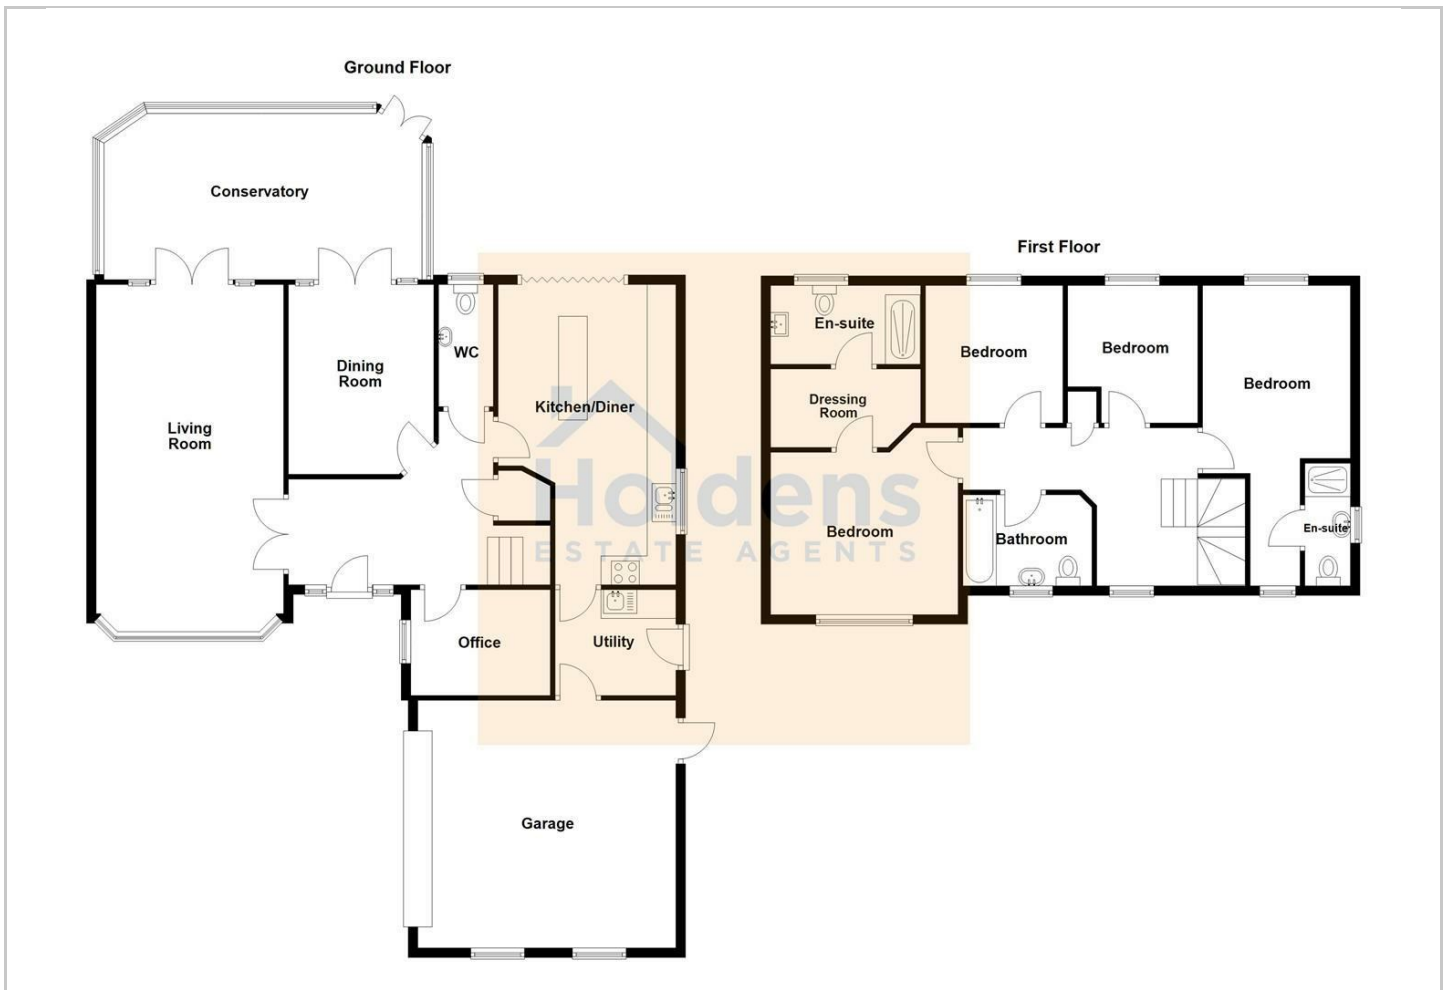 Ground Floor
Conservatory
First Floor
WC
Dining
Room
Living
Room
Kitchen/Diner
Office
Utility
Garage
En-suite
Dressing
Room
Bedroom
Bedroom
Bedroom
Bedroom
Bathroom
En-suite
Holdens
ESTATE AGENTS